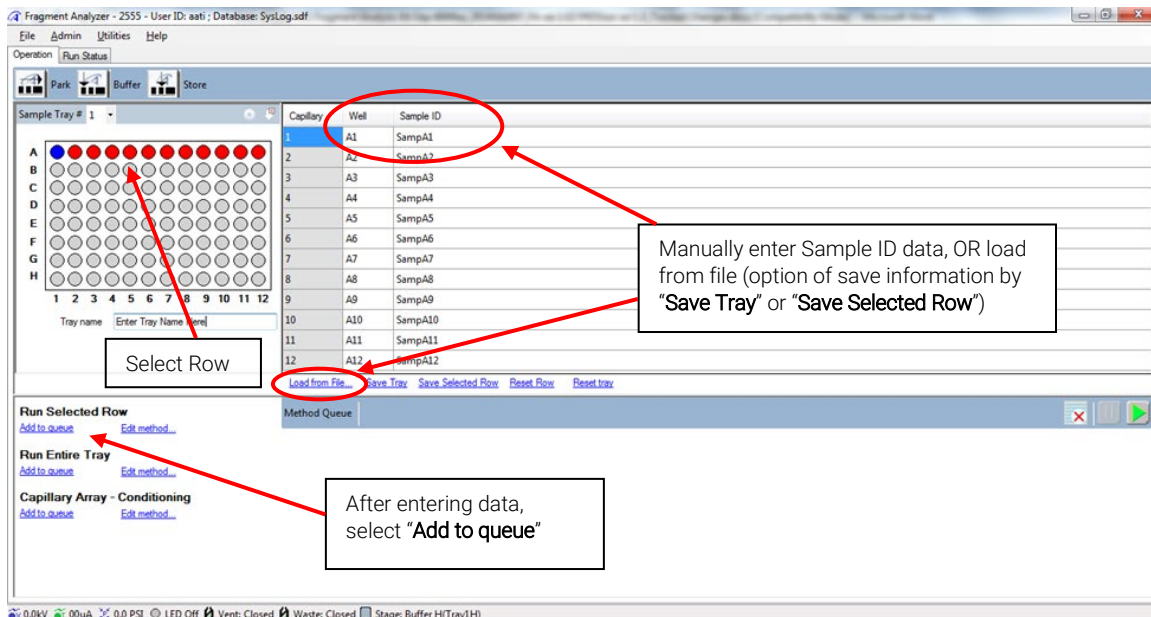 Fragment Analyzer - 2555 - User ID: aati ; Database: SysLog.sdf
File Admin Utilities Help
Operation Run Status
Park Buffer Store
Sample Tray # 1
Capillary Well Sample ID
1 A1 SampA1
2 A2 SampA2
3 A3 SampA3
4 A4 SampA4
5 A5 SampA5
6 A6 SampA6
7 A7 SampA7
8 A8 SampA8
9 A9 SampA9
10 A10 SampA10
11 A11 SampA11
12 A12 SampA12
A
B
C
D
E
F
G
H
1 2 3 4 5 6 7 8 9 10 11 12
Tray name Enter Tray Name Here
Select Row
Manually enter Sample ID data, OR load
from file (option of save information by
“Save Tray” or “Save Selected Row”)
Load from File... Save Tray Save Selected Row Reset Row Reset tray
Run Selected Row
Add to queue Edit method...
Run Entire Tray
Add to queue Edit method...
Capillary Array - Conditioning
Add to queue Edit method...
Method Queue
After entering data,
select “Add to queue”
0.0kV 00uA 0.0 PSI LED Off Vent: Closed Waste: Closed Stage: Buffer H(Tray1H)